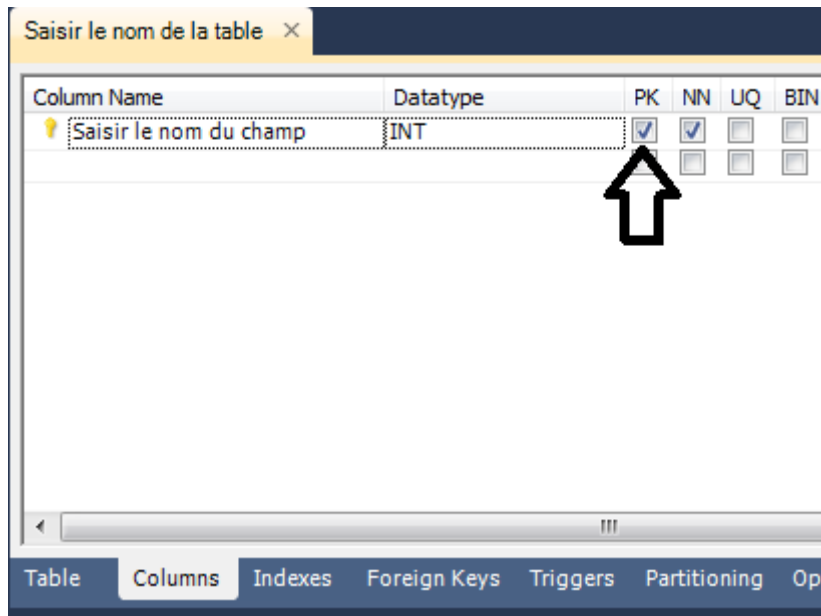 Saisir le nom de la table ×
Column Name Datatype PK NN UQ BIN
Saisir le nom du champ INT
Table Columns Indexes Foreign Keys Triggers Partitioning Op